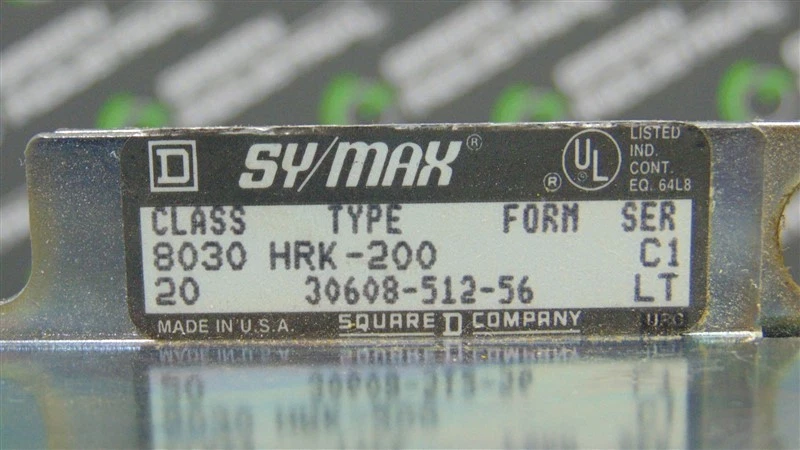 D SY/MAX®
UL ®
LISTED
IND.
CONT.
EQ. 64L8
CLASS TYPE FORM SER
8030 HRK-200 C1
20 30608-512-56 LT
MADE IN U.S.A. SQUARE D COMPANY